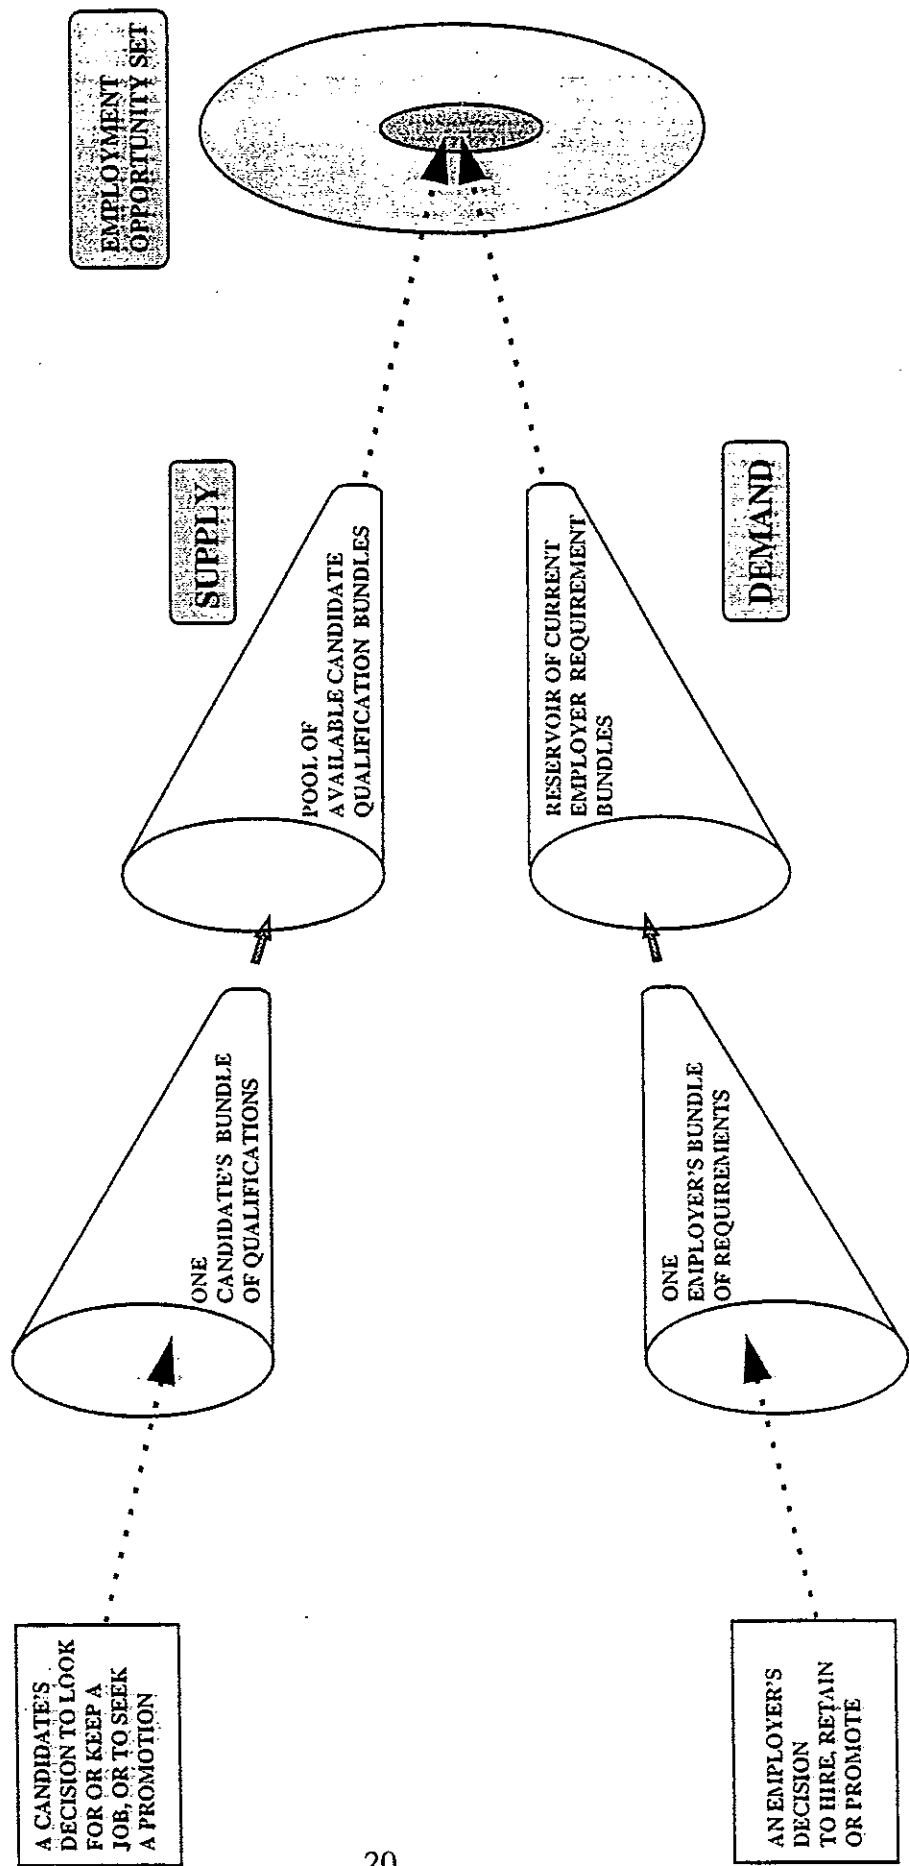 EMPLOYMENT
OPPORTUNITY SET
SUPPLY
POOL OF
AVAILABLE CANDIDATE
QUALIFICATION BUNDLES
ONE
CANDIDATE'S BUNDLE
OF QUALIFICATIONS
A CANDIDATE'S
DECISION TO LOOK
FOR OR KEEP A
JOB, OR TO SEEK
A PROMOTION
RESERVOIR OF CURRENT
EMPLOYER REQUIREMENT
BUNDLES
DEMAND
ONE
EMPLOYER'S BUNDLE
OF REQUIREMENTS
AN EMPLOYER'S
DECISION
TO HIRE, RETAIN
OR PROMOTE
20